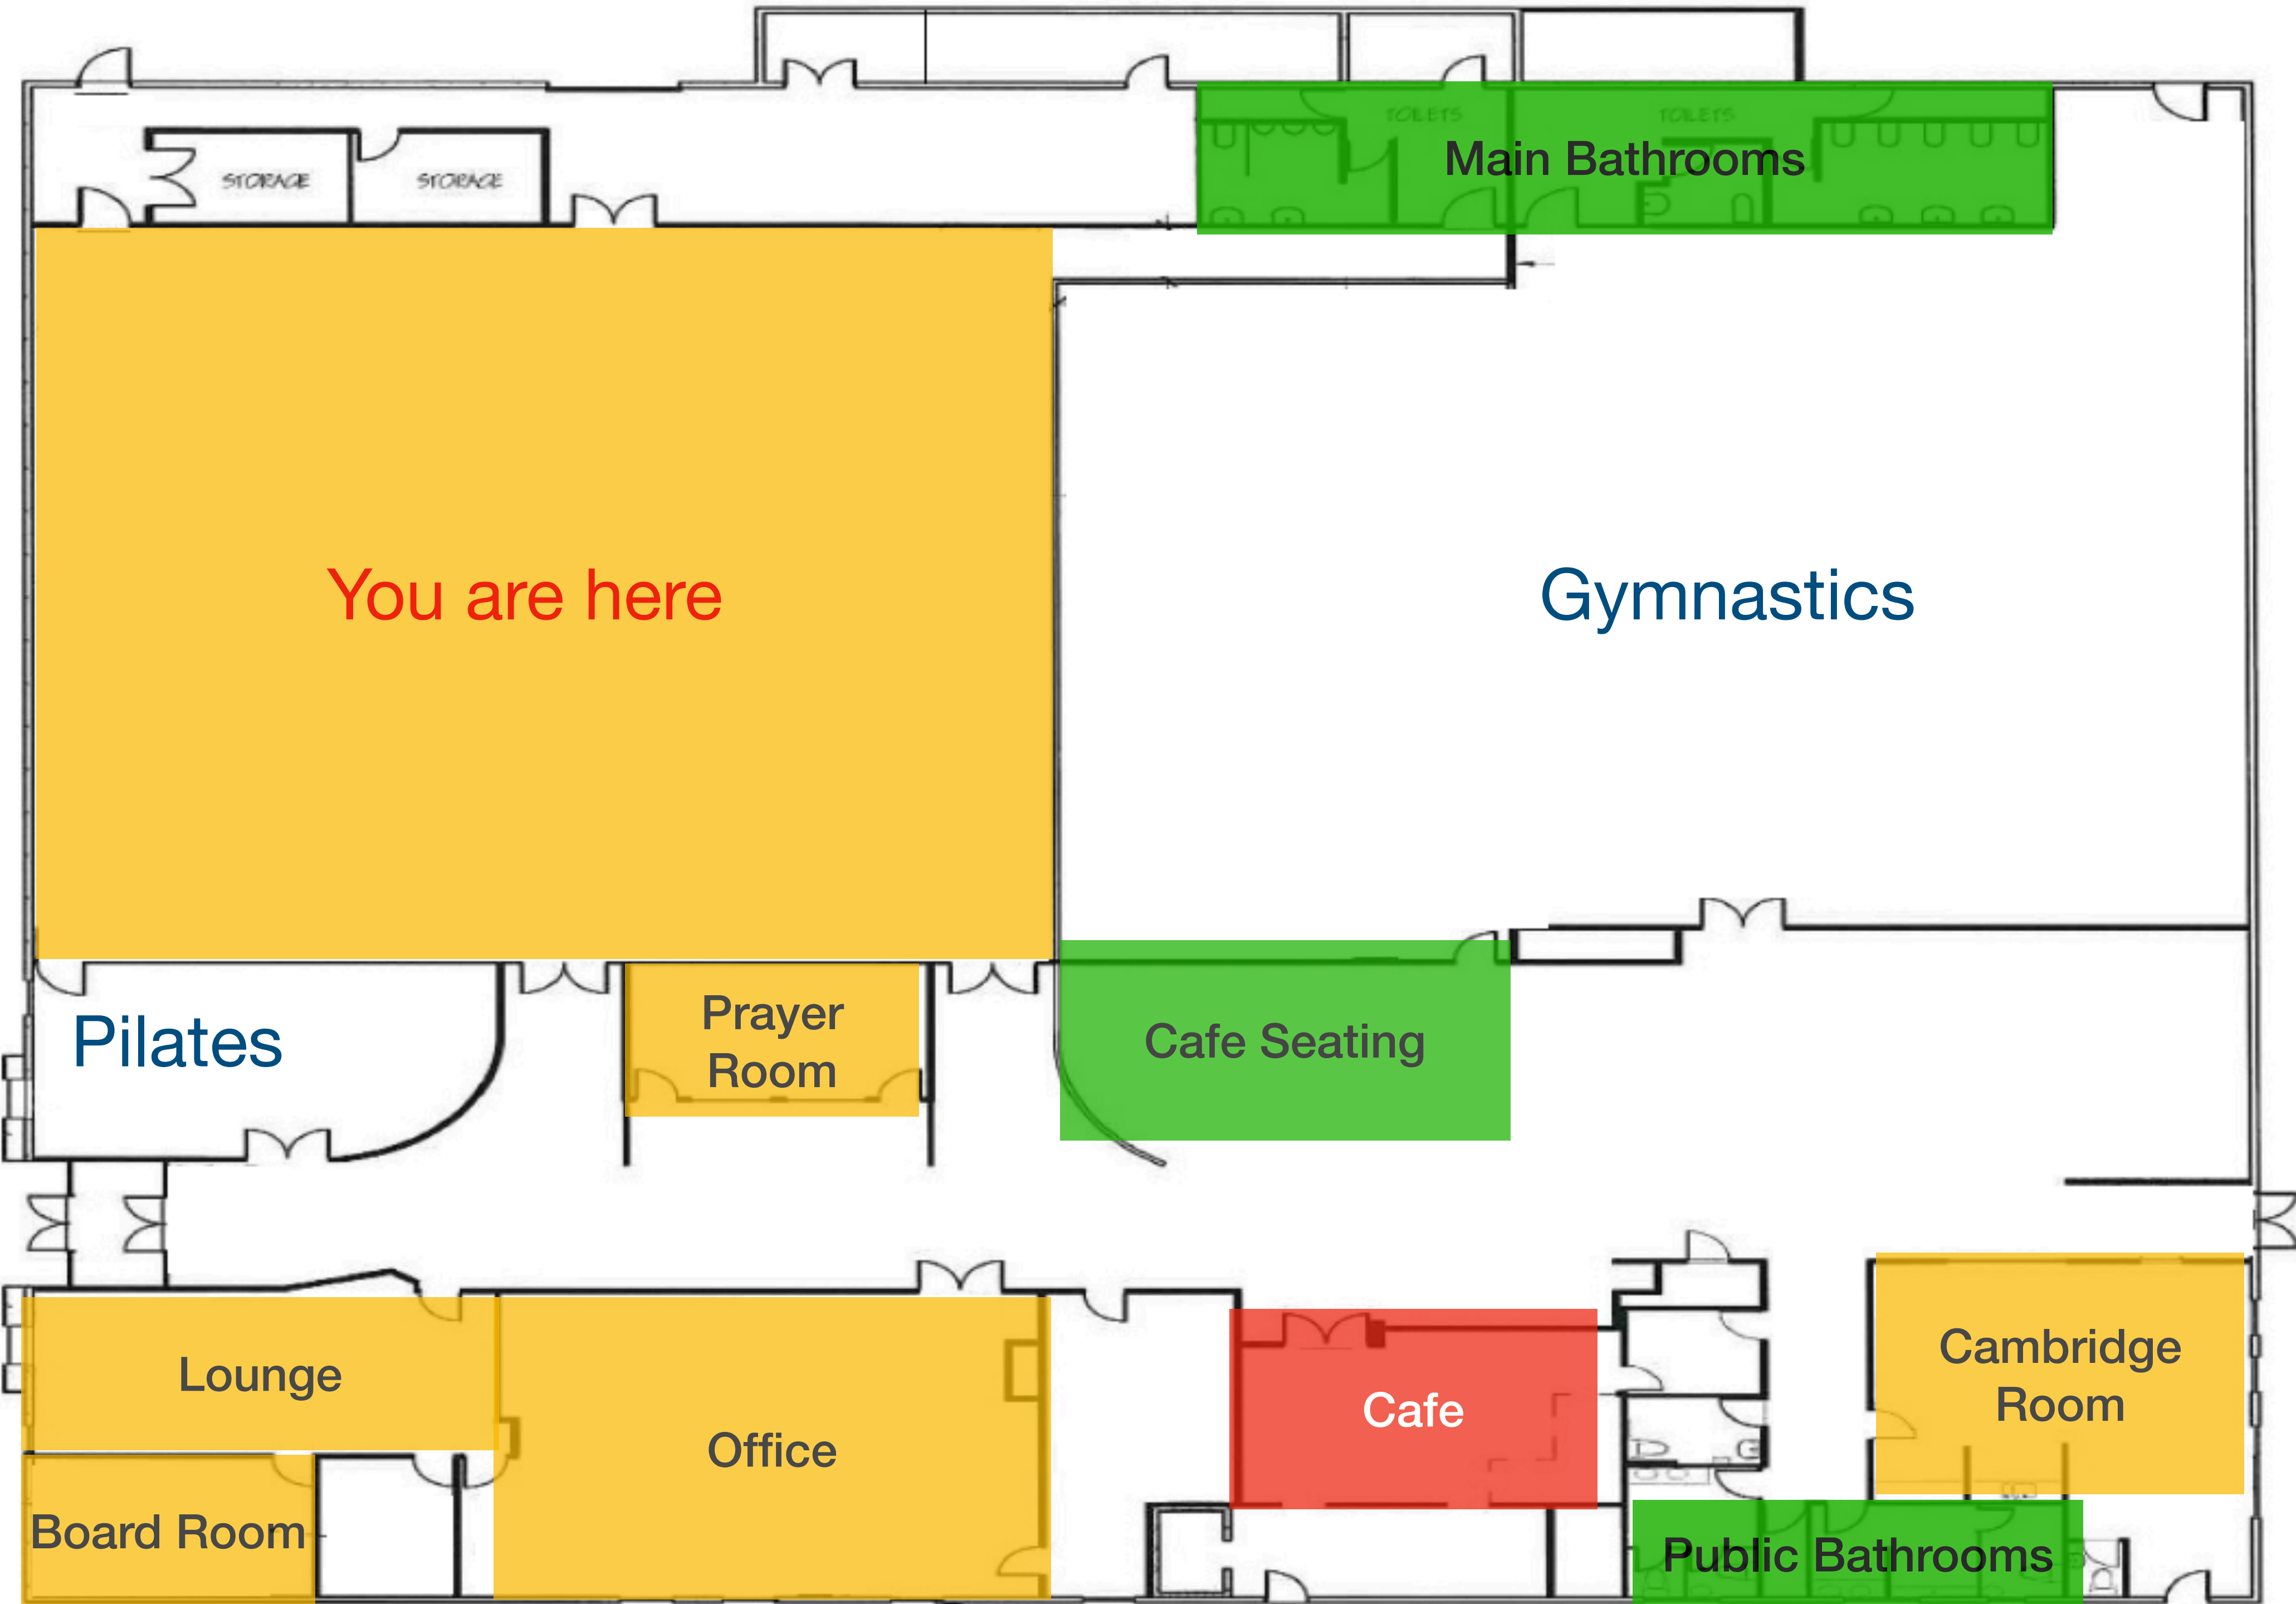 TOILETS
TOILETS
Main Bathrooms
STORAGE
STORAGE
You are here
Gymnastics
Pilates
Prayer
Room
Cafe Seating
Lounge
Office
Cafe
Cambridge
Room
Board Room
Public Bathrooms